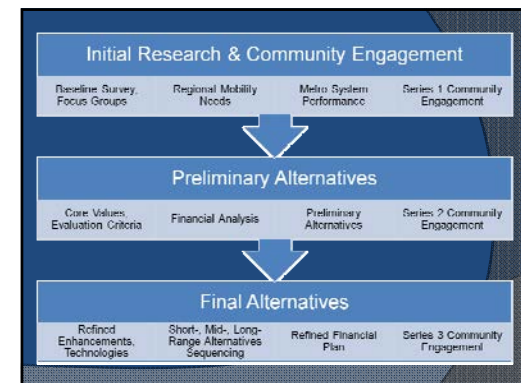 Initial Research & Community Engagement
Baseline Survey,
Focus Groups
Regional Mobility
Needs
Metro System
Performance
Series 1 Community
Engagement
Preliminary Alternatives
Core Values,
Evaluation Criteria
Financial Analysis
Preliminary
Alternatives
Series 2 Community
Engagement
Final Alternatives
Refined
Enhancements,
Technologies
Short-, Mid-, Long-
Range Alternatives
Sequencing
Refined Financial
Plan
Series 3 Community
Engagement